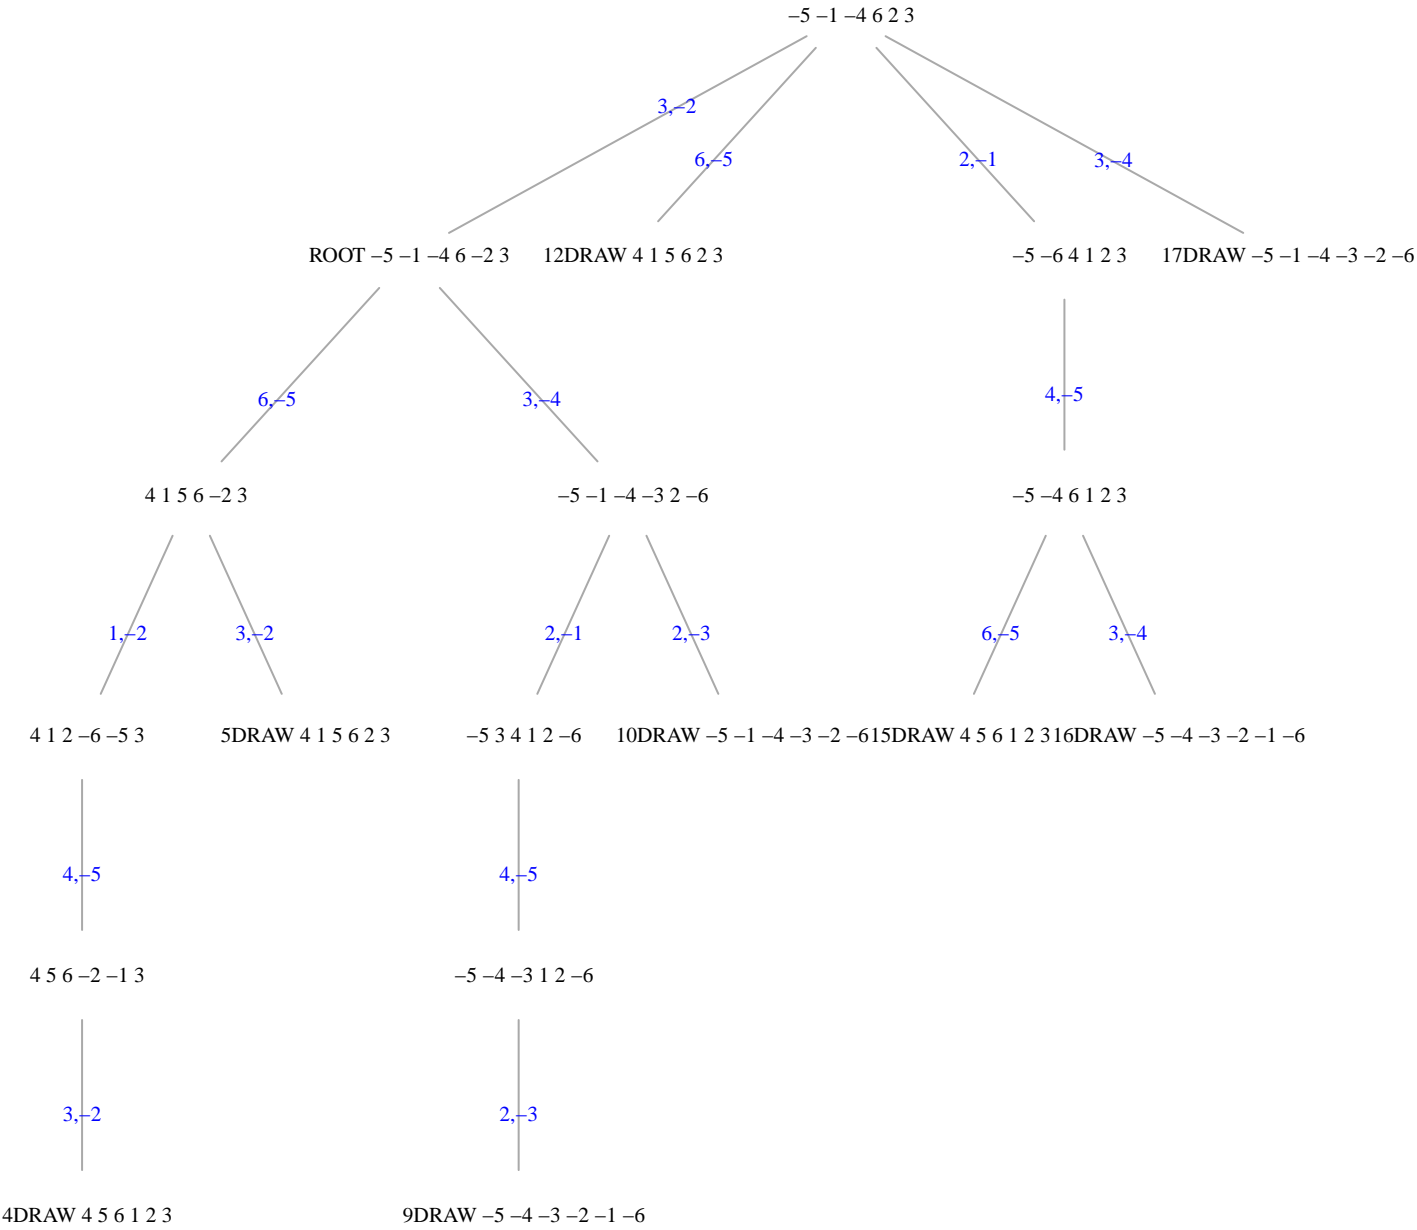 –5 –1 –4 6 2 3
3,–2
6,–5
2,–1
3,–4
ROOT –5 –1 –4 6 –2 3
12DRAW 4 1 5 6 2 3
–5 –6 4 1 2 3
17DRAW –5 –1 –4 –3 –2 –6
6,–5
3,–4
4,–5
4 1 5 6 –2 3
–5 –1 –4 –3 2 –6
–5 –4 6 1 2 3
1,–2
3,–2
2,–1
2,–3
6,–5
3,–4
4 1 2 –6 –5 3
5DRAW 4 1 5 6 2 3
–5 3 4 1 2 –6
10DRAW –5 –1 –4 –3 –2 –6
15DRAW 4 5 6 1 2 3
16DRAW –5 –4 –3 –2 –1 –6
4,–5
4,–5
4 5 6 –2 –1 3
–5 –4 –3 1 2 –6
3,–2
2,–3
4DRAW 4 5 6 1 2 3
9DRAW –5 –4 –3 –2 –1 –6